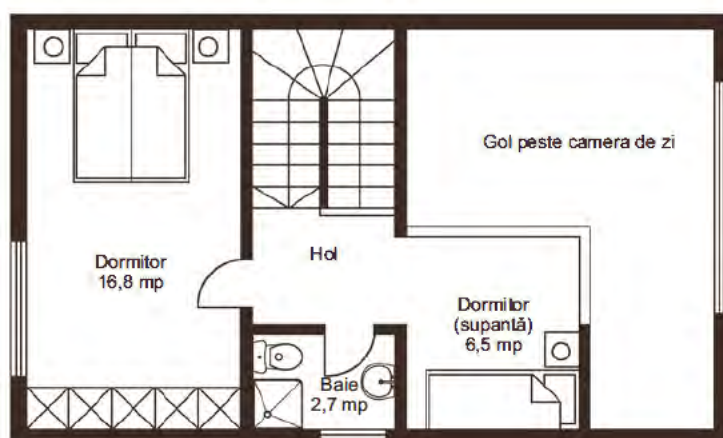 Gol peste camera de zi
Dormitor
16,8 mp
Hol
Dormitor
(supantă)
6,5 mp
Baie
2,7 mp